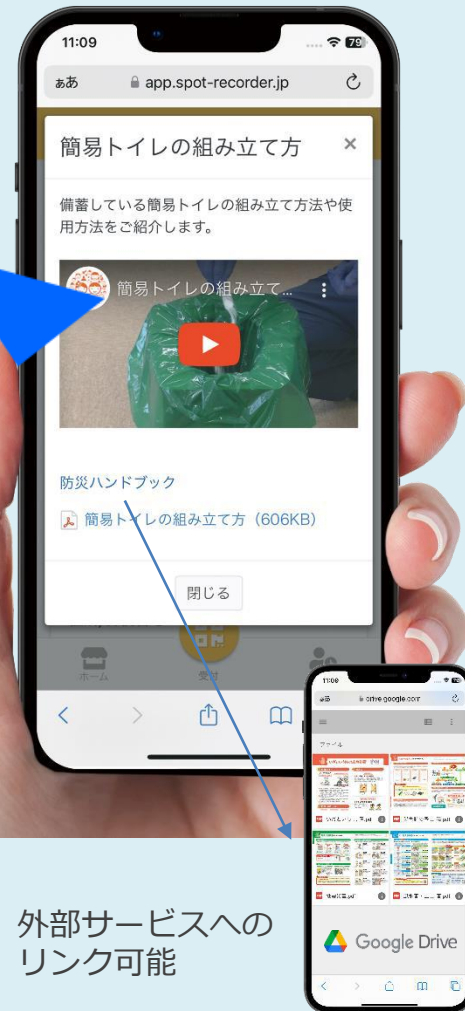 11:09
79
ああ
app.spot-recorder.jp
簡易トイレの組み立て方
×
備蓄している簡易トイレの組み立て方法や使
用方法をご紹介します。
簡易トイレの組み立て...
防災ハンドブック
簡易トイレの組み立て方（606KB）
閉じる
ホーム
受付
drive.google.com
ファイル
Google Drive
外部サービスへの
リンク可能